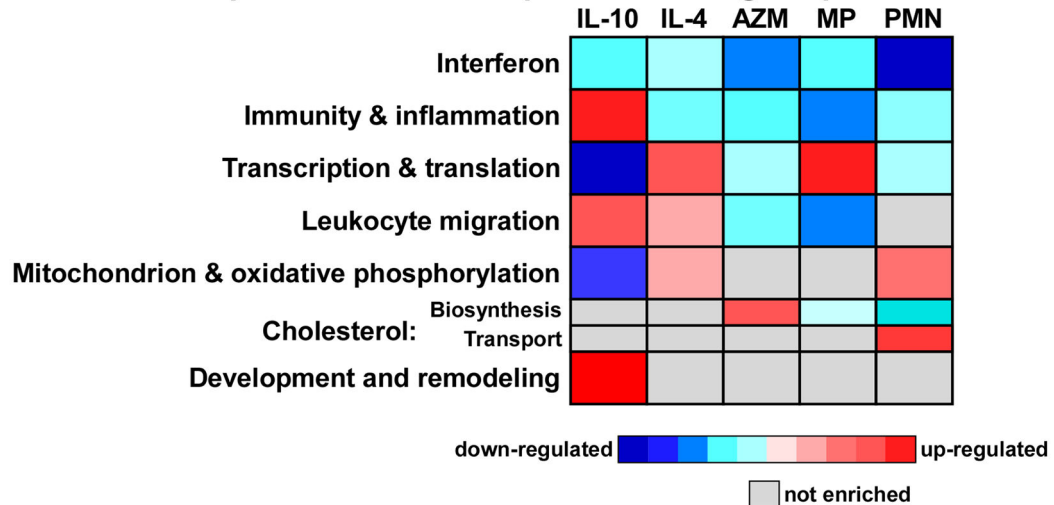 IL-10 IL-4 AZM MP PMN
Interferon
Immunity & inflammation
Transcription & translation
Leukocyte migration
Mitochondrion & oxidative phosphorylation
Biosynthesis
Cholesterol:
Transport
Development and remodeling
down-regulated up-regulated
not enriched